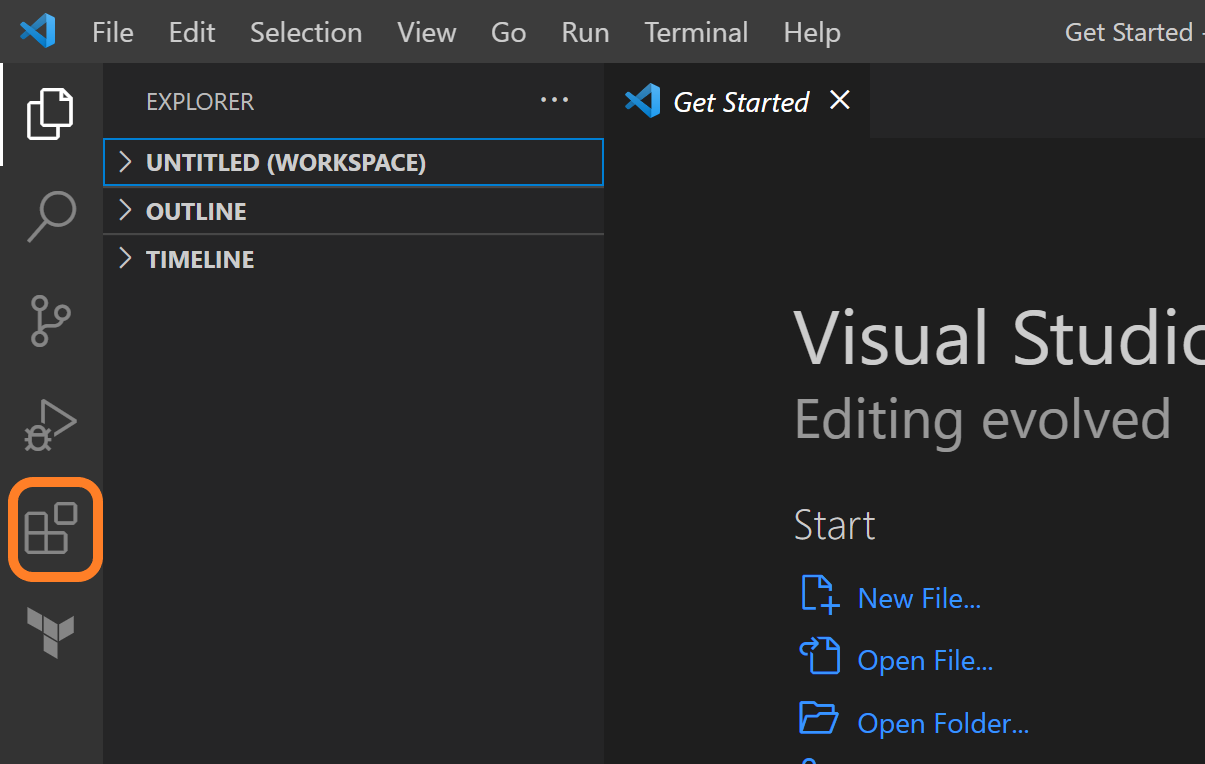 File Edit Selection View Go Run Terminal Help Get Started -
EXPLORER ...
Get Started
UNTITLED (WORKSPACE)
OUTLINE
TIMELINE
Visual Studio
Editing evolved
Start
New File...
Open File...
Open Folder...